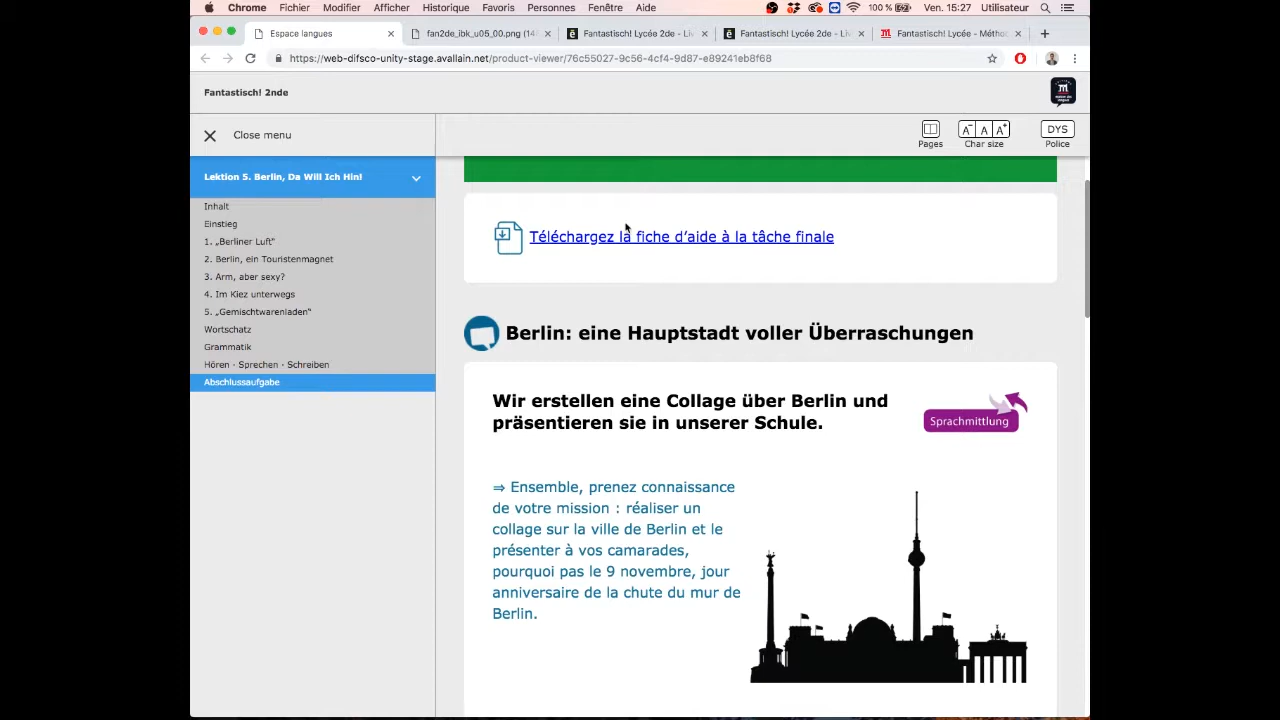 Chrome Fichier Modifier Afficher Historique Favoris Personnes Fenêtre Aide 100 % Ven. 15:27 Utilisateur
Espace langues
fan2de_ibk_u05_00.png (14
Fantastisch! Lycée 2de - Liv
Fantastisch! Lycée 2de - Liv
Fantastisch! Lycée - Métho
https://web-difsco-unity-stage.avallain.net/product-viewer/76c55027-9c56-4cf4-9d87-e89241eb8f68
Fantastisch! 2nde
Close menu
Pages
A⁻ A A⁺
Char size
DYS
Police
Lektion 5. Berlin, Da Will Ich Hin!
Inhalt
Einstieg
1. „Berliner Luft“
2. Berlin, ein Touristenmagnet
3. Arm, aber sexy?
4. Im Kiez unterwegs
5. „Gemischtwarenladen“
Wortschatz
Grammatik
Hören - Sprechen - Schreiben
Abschlussaufgabe
Téléchargez la fiche d’aide à la tâche finale
Berlin: eine Hauptstadt voller Überraschungen
Wir erstellen eine Collage über Berlin und
präsentieren sie in unserer Schule.
Sprachmittlung
⇒ Ensemble, prenez connaissance
de votre mission : réaliser un
collage sur la ville de Berlin et le
présenter à vos camarades,
pourquoi pas le 9 novembre, jour
anniversaire de la chute du mur de
Berlin.